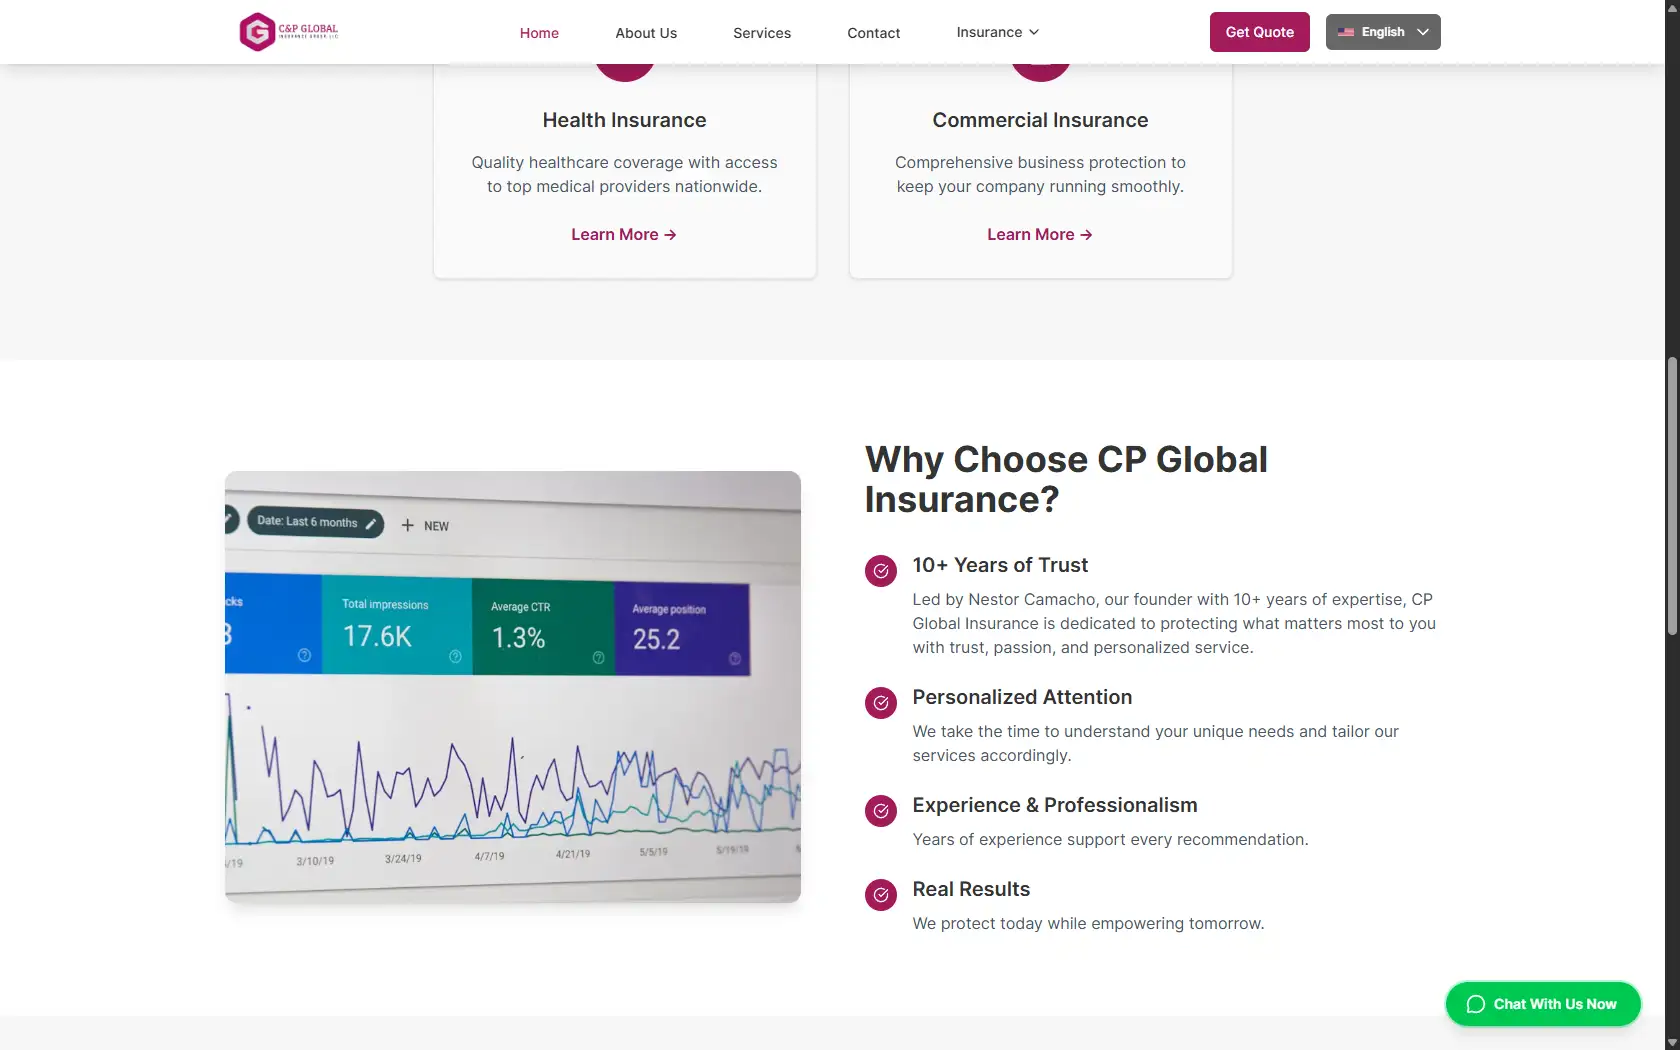 C&P GLOBAL
INSURANCE GROUP LLC
Home
About Us
Services
Contact
Insurance
Get Quote
English
Health Insurance
Quality healthcare coverage with access
to top medical providers nationwide.
Learn More →
Commercial Insurance
Comprehensive business protection to
keep your company running smoothly.
Learn More →
Date: Last 6 months
+ NEW
cks
3
Total impressions
17.6K
Average CTR
1.3%
Average position
25.2
/19
3/10/19
3/24/19
4/7/19
4/21/19
5/5/19
5/19/19
Why Choose CP Global
Insurance?
10+ Years of Trust
Led by Nestor Camacho, our founder with 10+ years of expertise, CP
Global Insurance is dedicated to protecting what matters most to you
with trust, passion, and personalized service.
Personalized Attention
We take the time to understand your unique needs and tailor our
services accordingly.
Experience & Professionalism
Years of experience support every recommendation.
Real Results
We protect today while empowering tomorrow.
Chat With Us Now